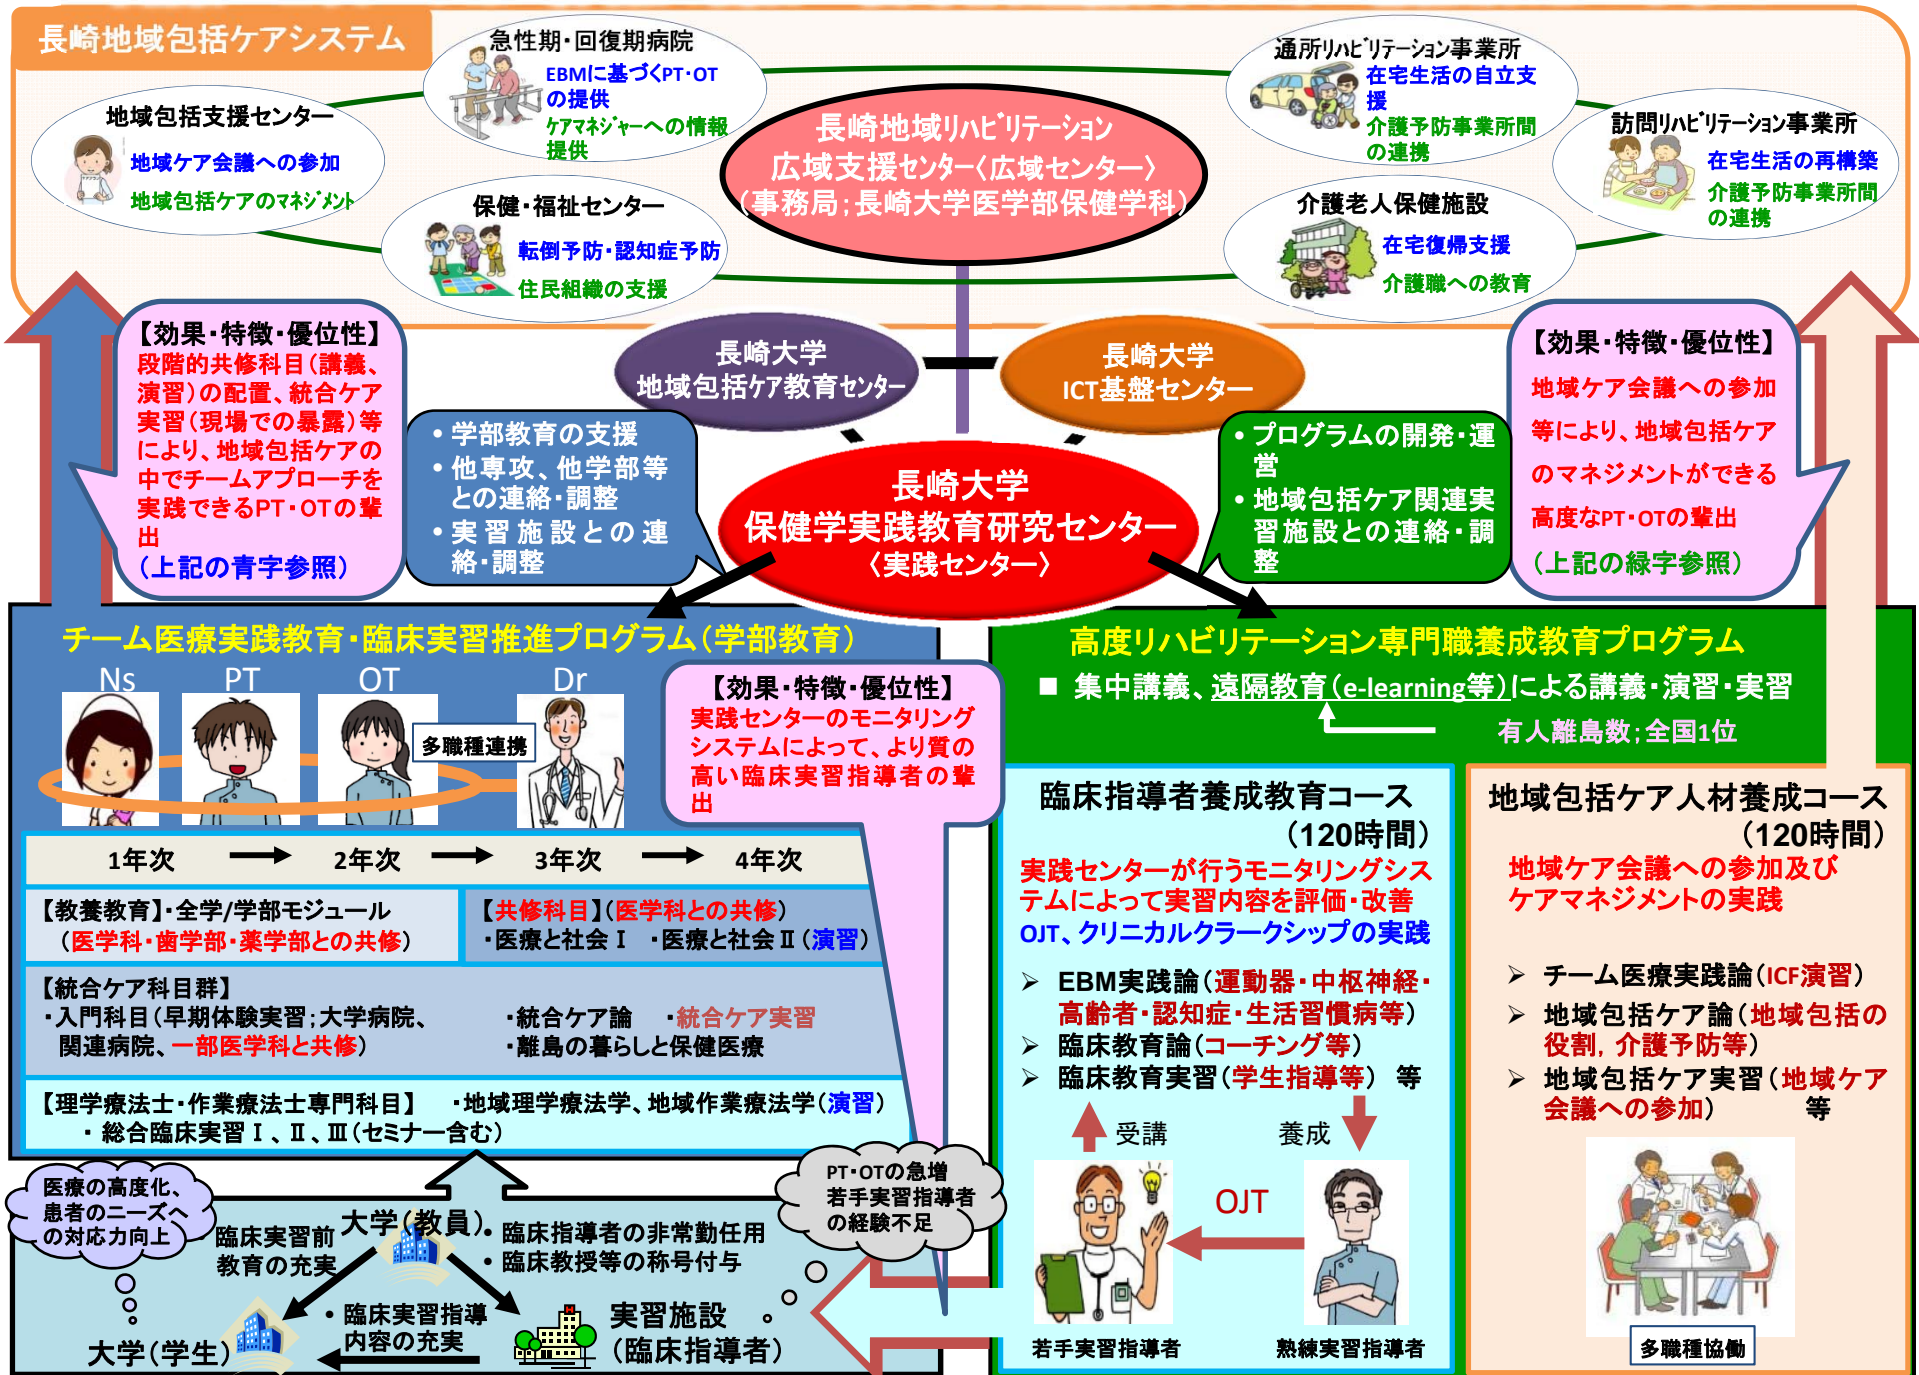 長崎地域包括ケアシステム
地域包括支援センター
地域ケア会議への参加
地域包括ケアのマネジメント
急性期・回復期病院
EBMに基づくPT・OT
の提供
ケアマネジャーへの情報
提供
保健・福祉センター
転倒予防・認知症予防
住民組織の支援
長崎地域リハビリテーション
広域支援センター〈広域センター〉
(事務局;長崎大学医学部保健学科)
通所リハビリテーション事業所
在宅生活の自立支
援
介護予防事業所間
の連携
訪問リハビリテーション事業所
在宅生活の再構築
介護予防事業所間
の連携
介護老人保健施設
在宅復帰支援
介護職への教育
【効果・特徴・優位性】
段階的共修科目(講義、
演習)の配置、統合ケア
実習(現場での暴露)等
により、地域包括ケアの
中でチームアプローチを
実践できるPT・OTの輩
出
(上記の青字参照)
長崎大学
地域包括ケア教育センター
長崎大学
ICT基盤センター
・学部教育の支援
・他専攻、他学部等
との連絡・調整
・実習施設との連
絡・調整
長崎大学
保健学実践教育研究センター
〈実践センター〉
・プログラムの開発・運
営
・地域包括ケア関連実
習施設との連絡・調
整
【効果・特徴・優位性】
地域ケア会議への参加
等により、地域包括ケア
のマネジメントができる
高度なPT・OTの輩出
(上記の緑字参照)
チーム医療実践教育・臨床実習推進プログラム(学部教育)
Ns PT OT Dr
多職種連携
【効果・特徴・優位性】
実践センターのモニタリング
システムによって、より質の
高い臨床実習指導者の輩
出
1年次 2年次 3年次 4年次
【教養教育】・全学/学部モジュール
(医学科・歯学部・薬学部との共修)
【共修科目】(医学科との共修)
・医療と社会Ⅰ ・医療と社会Ⅱ(演習)
【統合ケア科目群】
・入門科目(早期体験実習;大学病院、
関連病院、一部医学科と共修)
・統合ケア論 ・統合ケア実習
・離島の暮らしと保健医療
【理学療法士・作業療法士専門科目】 ・地域理学療法学、地域作業療法学(演習)
・総合臨床実習Ⅰ、Ⅱ、Ⅲ(セミナー含む)
医療の高度化、
患者のニーズへ
の対応力向上
臨床実習前
教育の充実
大学(教員)
・臨床指導者の非常勤任用
・臨床教授等の称号付与
PT・OTの急増
若手実習指導者
の経験不足
・臨床実習指導
内容の充実
大学(学生)
実習施設
(臨床指導者)
高度リハビリテーション専門職養成教育プログラム
■ 集中講義、遠隔教育(e-learning等)による講義・演習・実習
有人離島数;全国1位
臨床指導者養成教育コース
(120時間)
実践センターが行うモニタリングシス
テムによって実習内容を評価・改善
OJT、クリニカルクラークシップの実践
➢ EBM実践論(運動器・中枢神経・
高齢者・認知症・生活習慣病等)
➢ 臨床教育論(コーチング等)
➢ 臨床教育実習(学生指導等) 等
受講
養成
OJT
若手実習指導者
熟練実習指導者
地域包括ケア人材養成コース
(120時間)
地域ケア会議への参加及び
ケアマネジメントの実践
➢ チーム医療実践論(ICF演習)
➢ 地域包括ケア論(地域包括の
役割,介護予防等)
➢ 地域包括ケア実習(地域ケア
会議への参加) 等
多職種協働